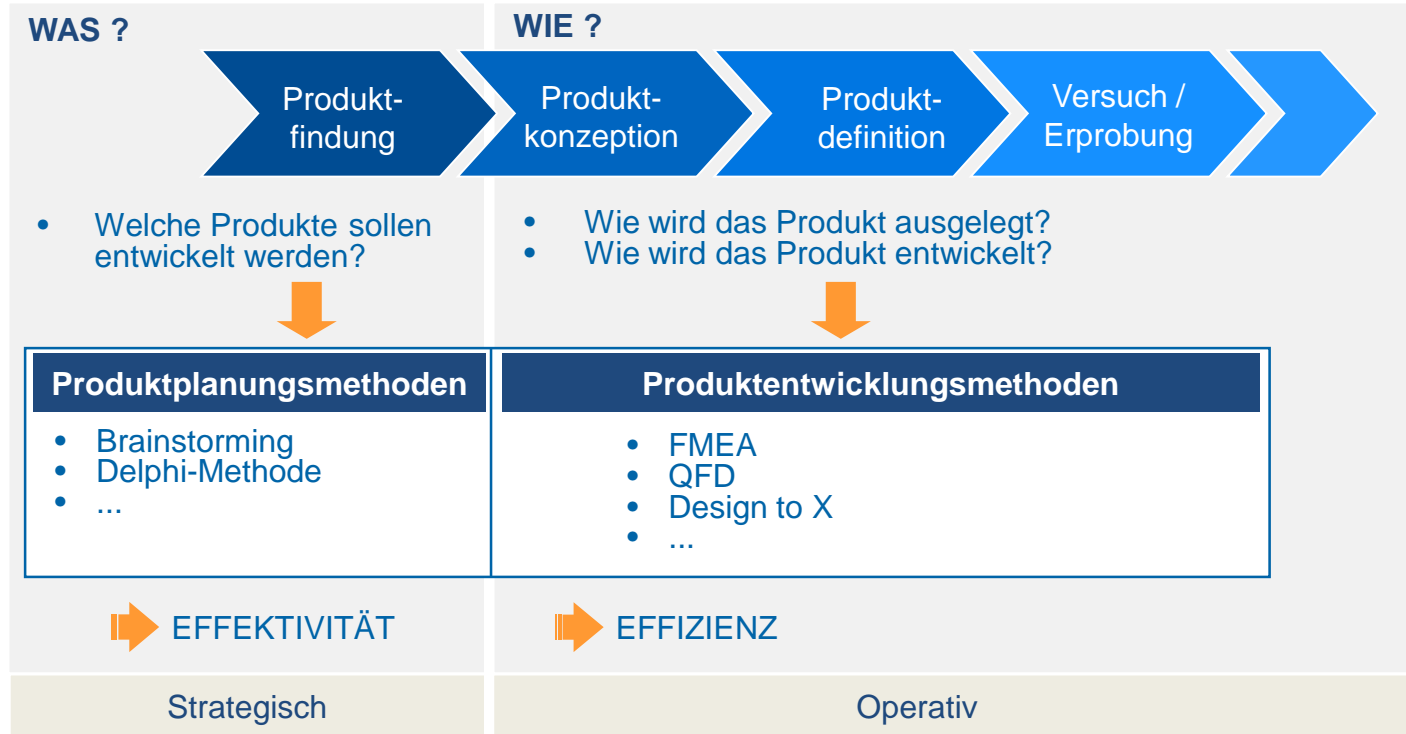 WAS ?
WIE ?
Produkt-
findung
Produkt-
konzeption
Produkt-
definition
Versuch /
Erprobung
• Welche Produkte sollen
entwickelt werden?
• Wie wird das Produkt ausgelegt?
• Wie wird das Produkt entwickelt?
Produktplanungsmethoden
• Brainstorming
• Delphi-Methode
• ...
Produktentwicklungsmethoden
• FMEA
• QFD
• Design to X
• ...
EFFEKTIVITÄT
EFFIZIENZ
Strategisch
Operativ